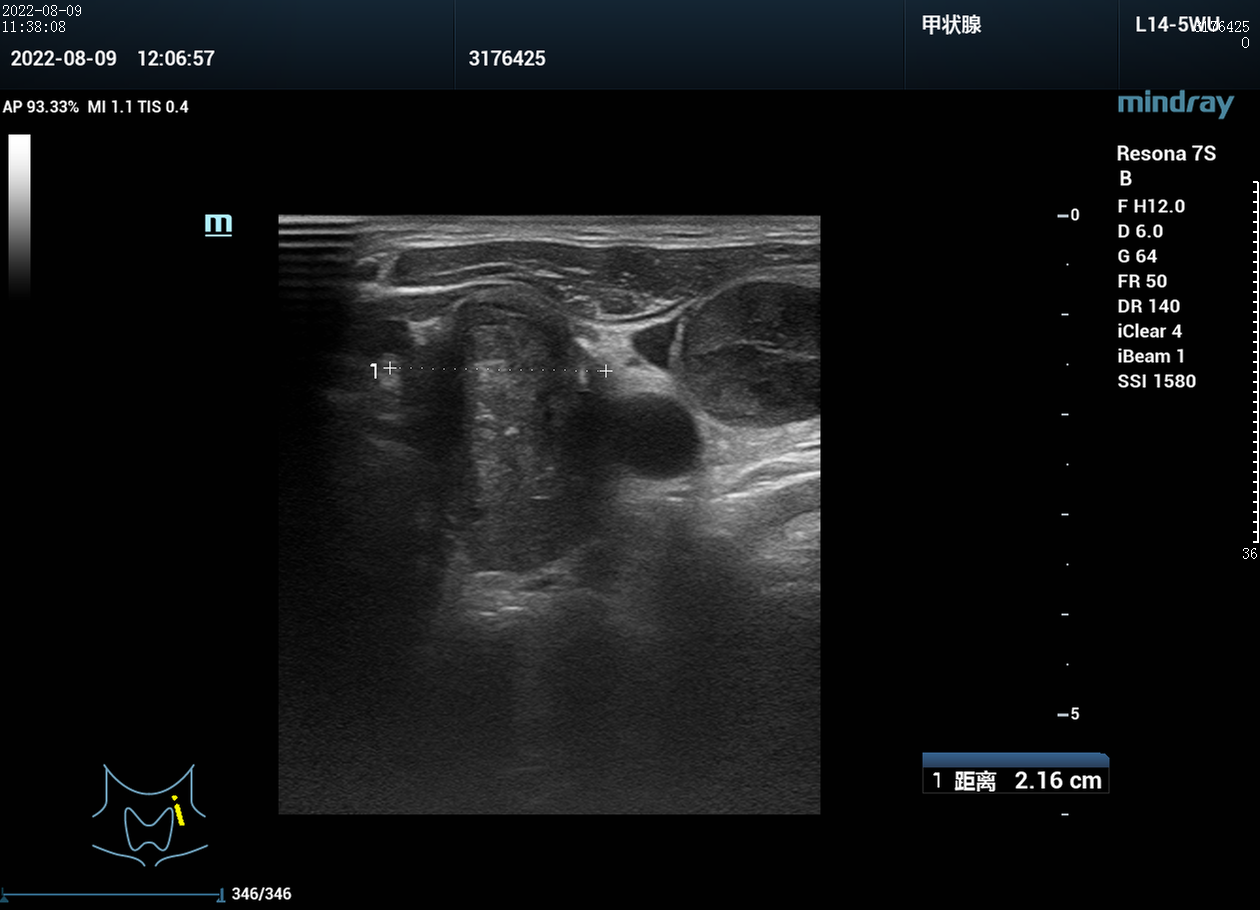 2022-08-09
11:38:08
2022-08-09 12:06:57
3176425
甲状腺
L14-5WU
3176425
0
AP 93.33% MI 1.1 TIS 0.4
mindray
Resona 7S
B
F H12.0
D 6.0
G 64
FR 50
DR 140
iClear 4
iBeam 1
SSI 1580
m
0
1
36
5
1 距离 2.16 cm
346/346